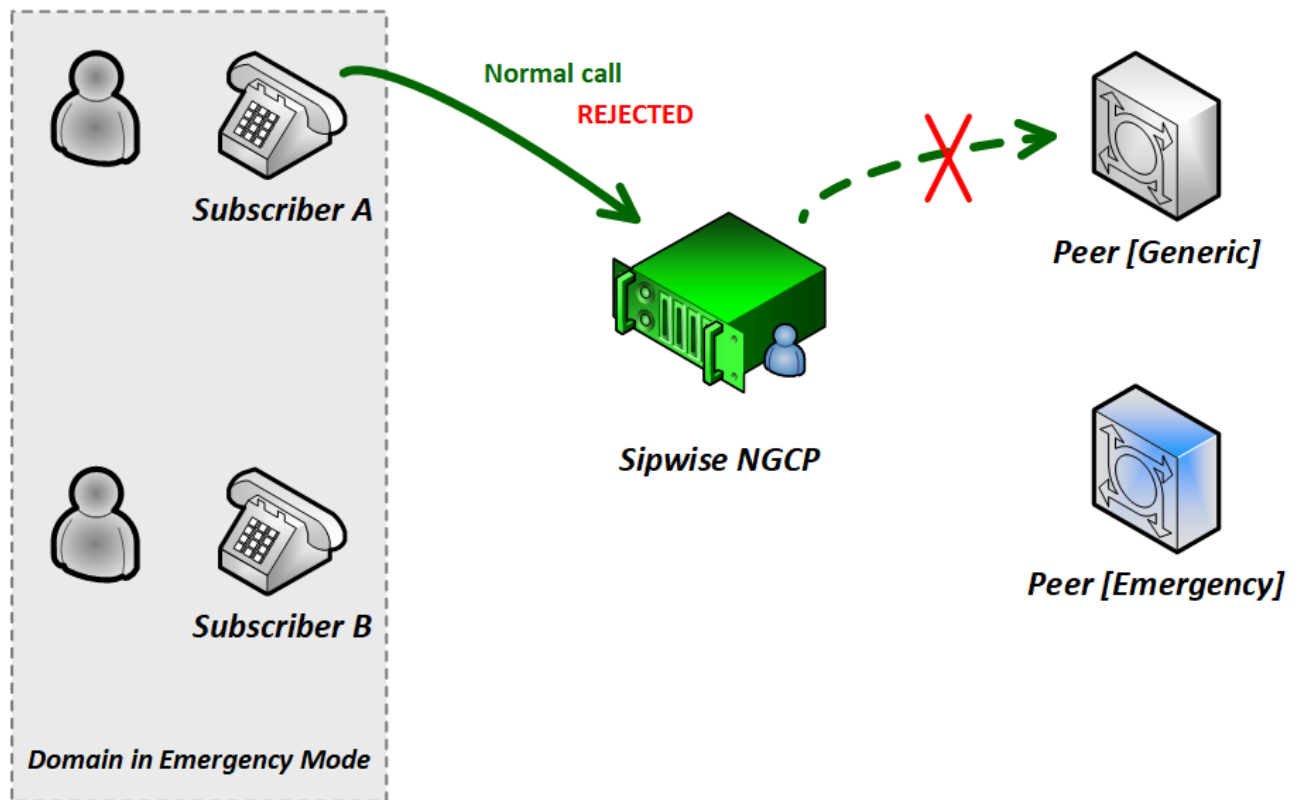 Normal call
REJECTED
Subscriber A
Peer [Generic]
Sipwise NGCP
Peer [Emergency]
Subscriber B
Domain in Emergency Mode